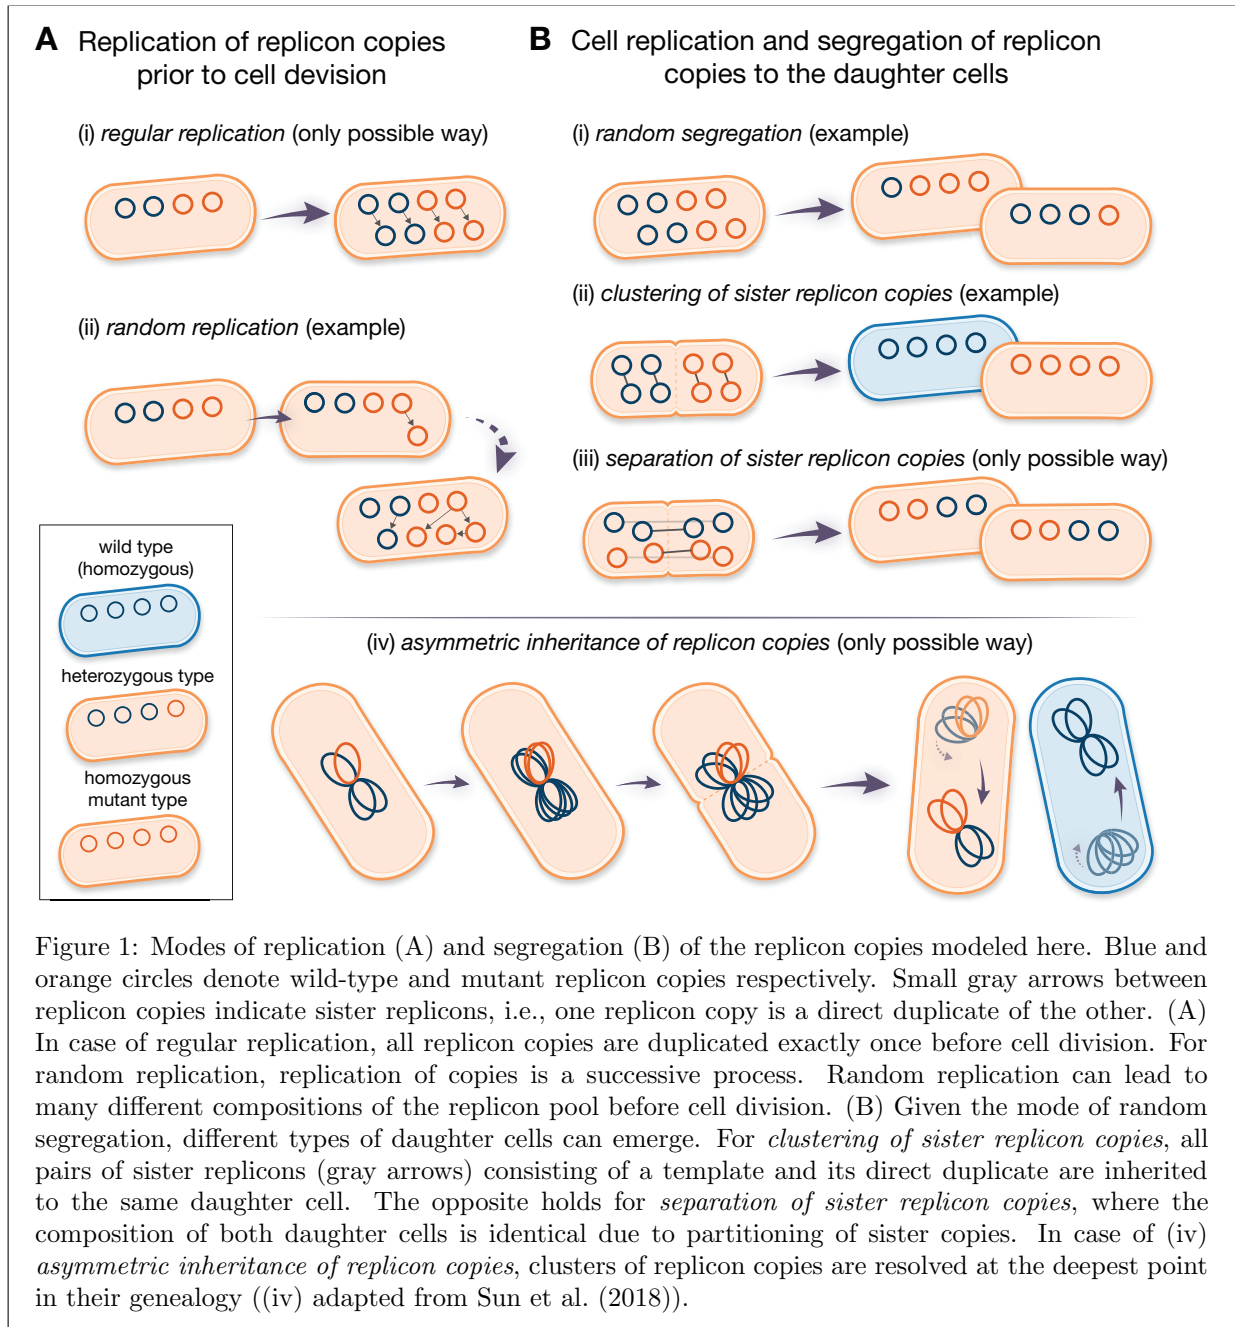 A Replication of replicon copies
prior to cell devision
(i) regular replication (only possible way)
(ii) random replication (example)
B Cell replication and segregation of replicon
copies to the daughter cells
(i) random segregation (example)
(ii) clustering of sister replicon copies (example)
(iii) separation of sister replicon copies (only possible way)
wild type
(homozygous)
heterozygous type
homozygous
mutant type
(iv) asymmetric inheritance of replicon copies (only possible way)
Figure 1: Modes of replication (A) and segregation (B) of the replicon copies modeled here. Blue and
orange circles denote wild-type and mutant replicon copies respectively. Small gray arrows between
replicon copies indicate sister replicons, i.e., one replicon copy is a direct duplicate of the other. (A)
In case of regular replication, all replicon copies are duplicated exactly once before cell division. For
random replication, replication of copies is a successive process. Random replication can lead to
many different compositions of the replicon pool before cell division. (B) Given the mode of random
segregation, different types of daughter cells can emerge. For clustering of sister replicon copies, all
pairs of sister replicons (gray arrows) consisting of a template and its direct duplicate are inherited
to the same daughter cell. The opposite holds for separation of sister replicon copies, where the
composition of both daughter cells is identical due to partitioning of sister copies. In case of (iv)
asymmetric inheritance of replicon copies, clusters of replicon copies are resolved at the deepest point
in their genealogy ((iv) adapted from Sun et al. (2018)).